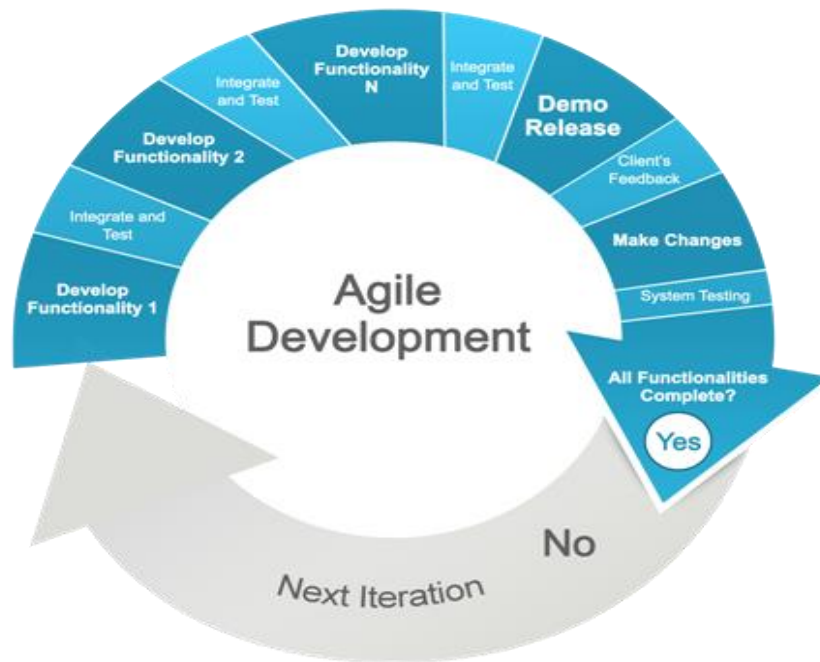 Develop
Functionality 1
Integrate and
Test
Develop
Functionality 2
Integrate
and Test
Develop
Functionality
N
Integrate
and Test
Demo
Release
Client's
Feedback
Make Changes
System Testing
All Functionalities
Complete?
Yes
No
Next Iteration
Agile
Development